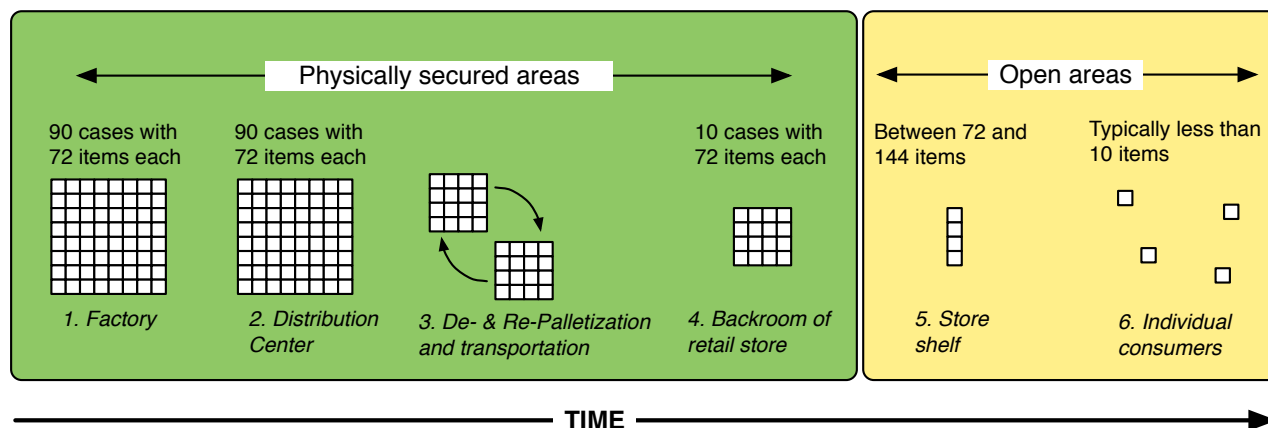 Physically secured areas
Open areas
90 cases with
72 items each
90 cases with
72 items each
10 cases with
72 items each
Between 72 and
144 items
Typically less than
10 items
1. Factory
2. Distribution
Center
3. De- & Re-Palletization
and transportation
4. Backroom of
retail store
5. Store
shelf
6. Individual
consumers
TIME